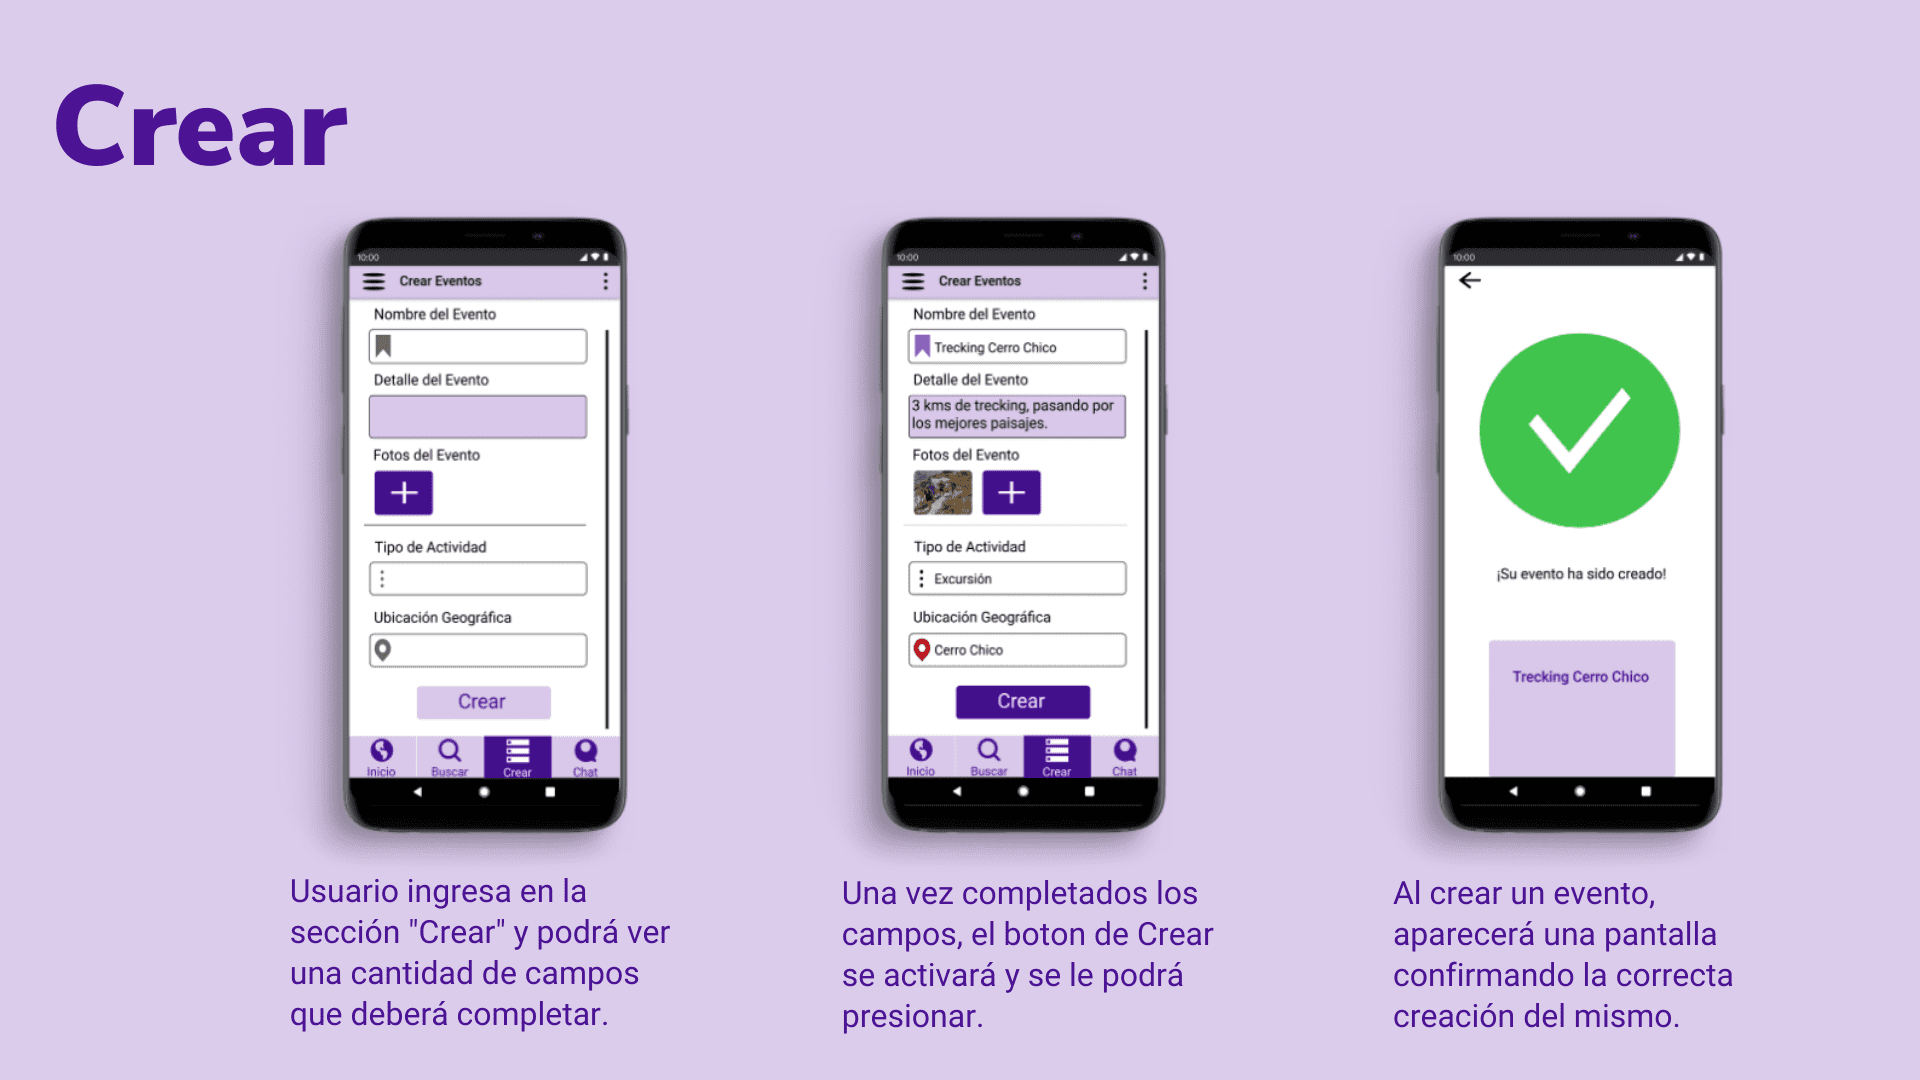 Crear
10:00
Crear Eventos
Nombre del Evento
Detalle del Evento
Fotos del Evento
Tipo de Actividad
Ubicación Geográfica
Crear
Inicio
Buscar
Crear
Chat
Usuario ingresa en la
sección "Crear" y podrá ver
una cantidad de campos
que deberá completar.
10:00
Crear Eventos
Nombre del Evento
Trecking Cerro Chico
Detalle del Evento
3 kms de trecking, pasando por
los mejores paisajes.
Fotos del Evento
Tipo de Actividad
Excursión
Ubicación Geográfica
Cerro Chico
Crear
Inicio
Buscar
Crear
Chat
Una vez completados los
campos, el boton de Crear
se activará y se le podrá
presionar.
10:00
¡Su evento ha sido creado!
Trecking Cerro Chico
Al crear un evento,
aparecerá una pantalla
confirmando la correcta
creación del mismo.